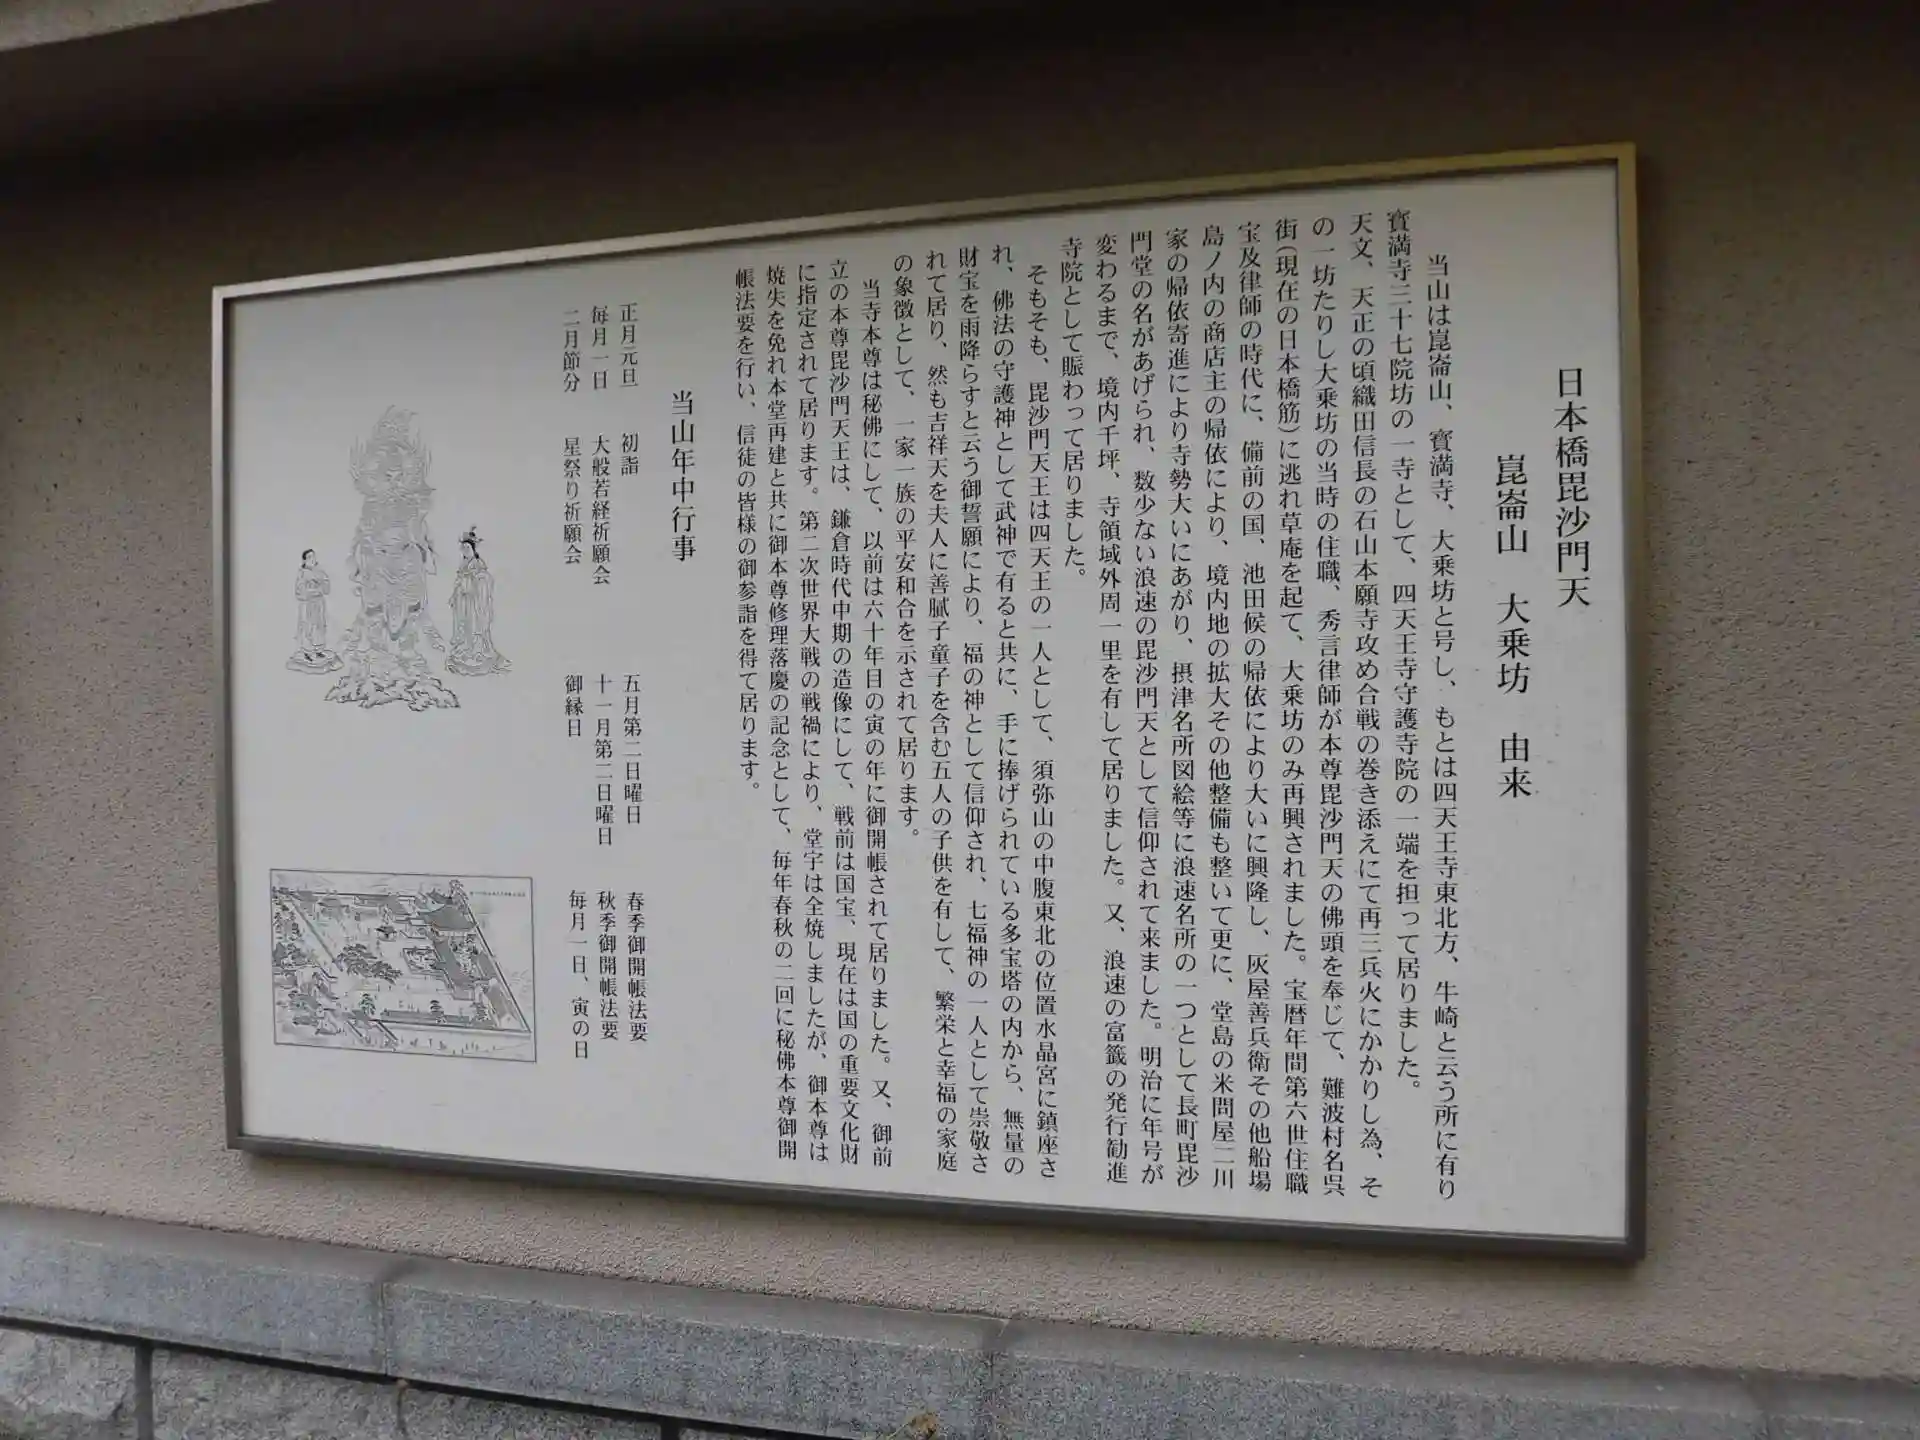 日本橋毘沙門天
崑崙山　大乗坊　由来
当山は崑崙山、寳満寺、大乗坊と号し、もとは四天王寺東北方、牛崎と云う所に有り
寳満寺三十七院坊の一寺として、四天王寺守護寺院の一端を担って居りました。
天文、天正の頃織田信長の石山本願寺攻め合戦の巻き添えにて再三兵火にかかりし為、そ
の一坊たりし大乗坊の当時の住職、秀言律師が本尊毘沙門天の佛頭を奉じて、難波村名呉
街(現在の日本橋筋)に逃れ草庵を起て、大乗坊のみ再興されました。宝暦年間第六世住職
宝及律師の時代に、備前の国、池田候の帰依により大いに興隆し、灰屋善兵衛その他船場
島ノ内の商店主の帰依により、境内地の拡大その他整備も整いて更に、堂島の米問屋二川
家の帰依寄進により寺勢大いにあがり、摂津名所図絵等に浪速名所の一つとして長町毘沙
門堂の名があげられ、数少ない浪速の毘沙門天として信仰されて来ました。明治に年号が
変わるまで、境内千坪、寺領域外周一里を有して居りました。又、浪速の富籤の発行勧進
寺院として賑わって居りました。
そもそも、毘沙門天王は四天王の一人として、須弥山の中腹東北の位置水晶宮に鎮座さ
れ、佛法の守護神として武神で有ると共に、手に捧げられている多宝塔の内から、無量の
財宝を雨降らすと云う御誓願により、福の神として信仰され、七福神の一人として崇敬さ
れて居り、然も吉祥天を夫人に善膩子童子を含む五人の子供を有して、繁栄と幸福の家庭
の象徴として、一家一族の平安和合を示されて居ります。
当寺本尊は秘佛にして、以前は六十年目の寅の年に御開帳されて居りました。又、御前
立の本尊毘沙門天王は、鎌倉時代中期の造像にして、戦前は国宝、現在は国の重要文化財
に指定されて居ります。第二次世界大戦の戦禍により、堂宇は全焼しましたが、御本尊は
焼失を免れ本堂再建と共に御本尊修理落慶の記念として、毎年春秋の二回に秘佛本尊御開
帳法要を行い、信徒の皆様の御参詣を得て居ります。
当山年中行事
正月元旦　初詣　五月第二日曜日　春季御開帳法要
毎月一日　大般若経祈願会　十一月第二日曜日　秋季御開帳法要
二月節分　星祭り祈願会　御縁日　毎月一日、寅の日